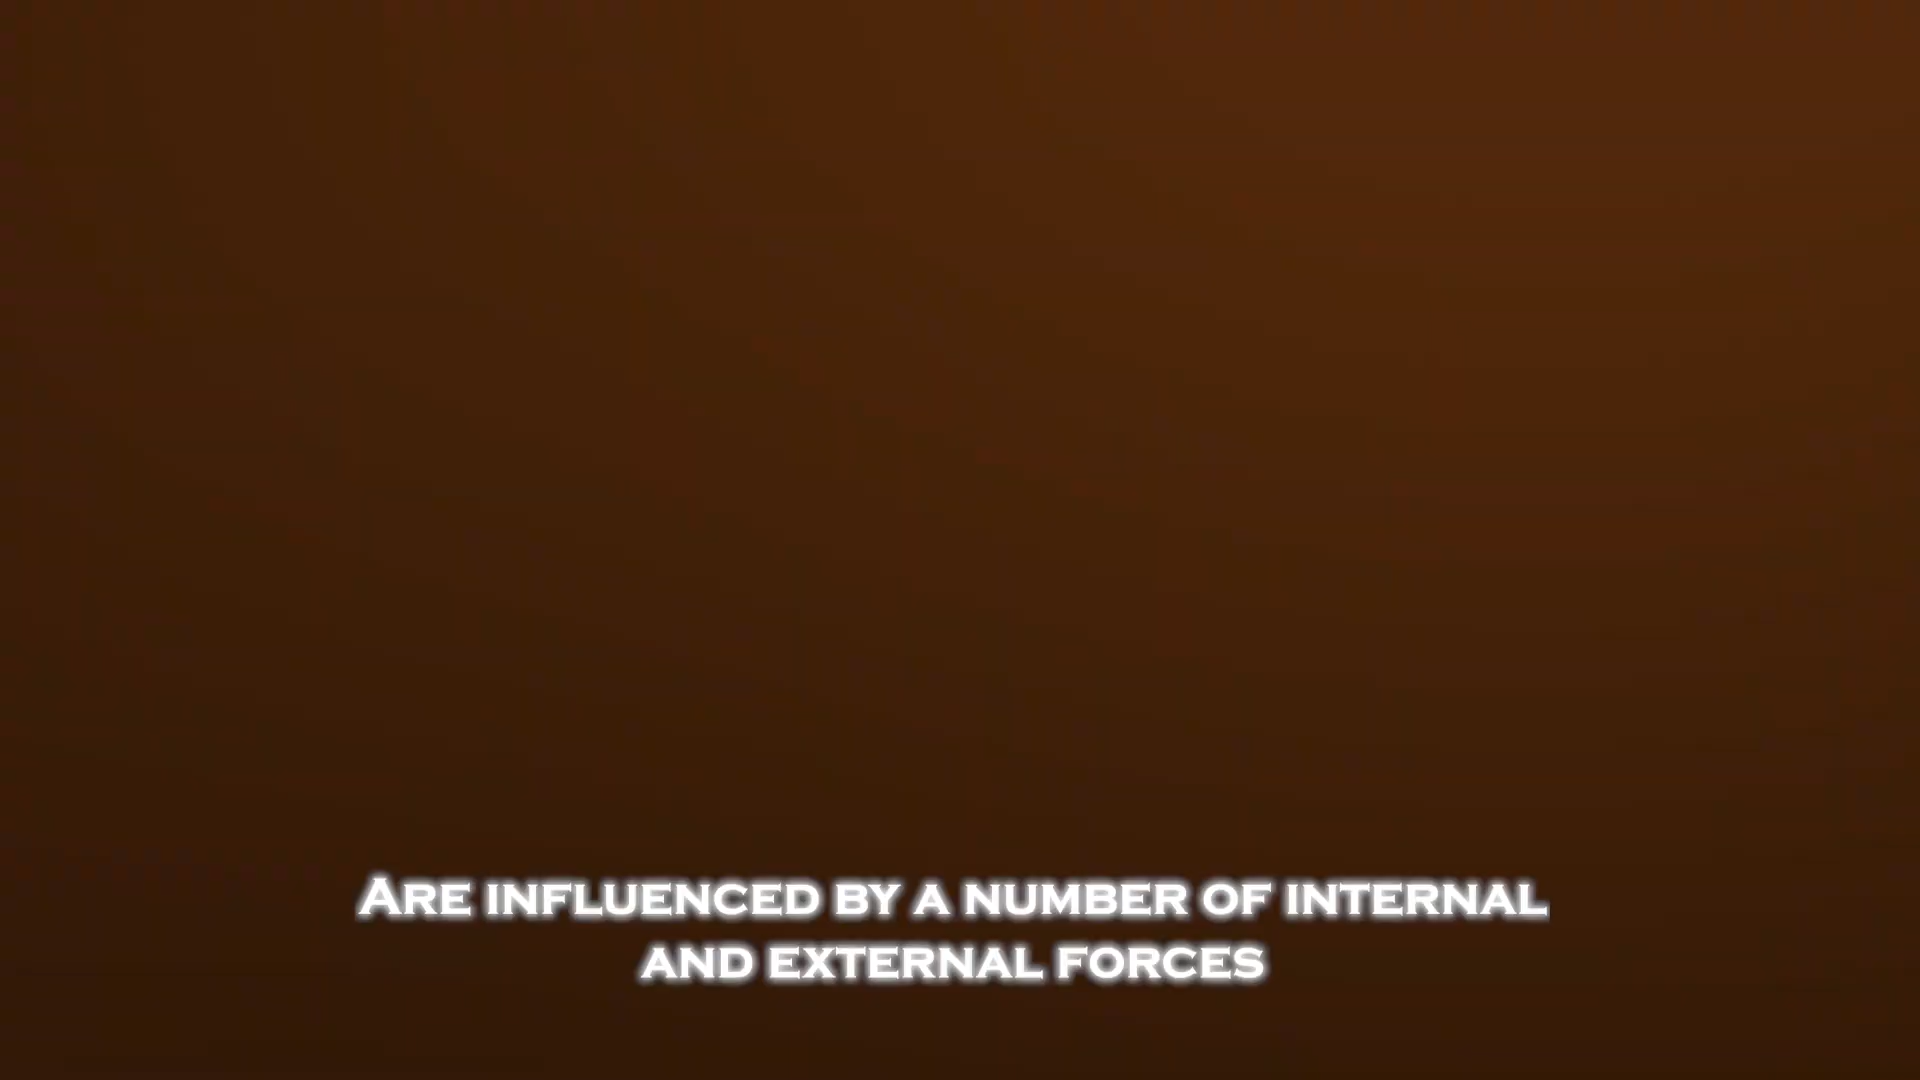 Are influenced by a number of internal
and external forces